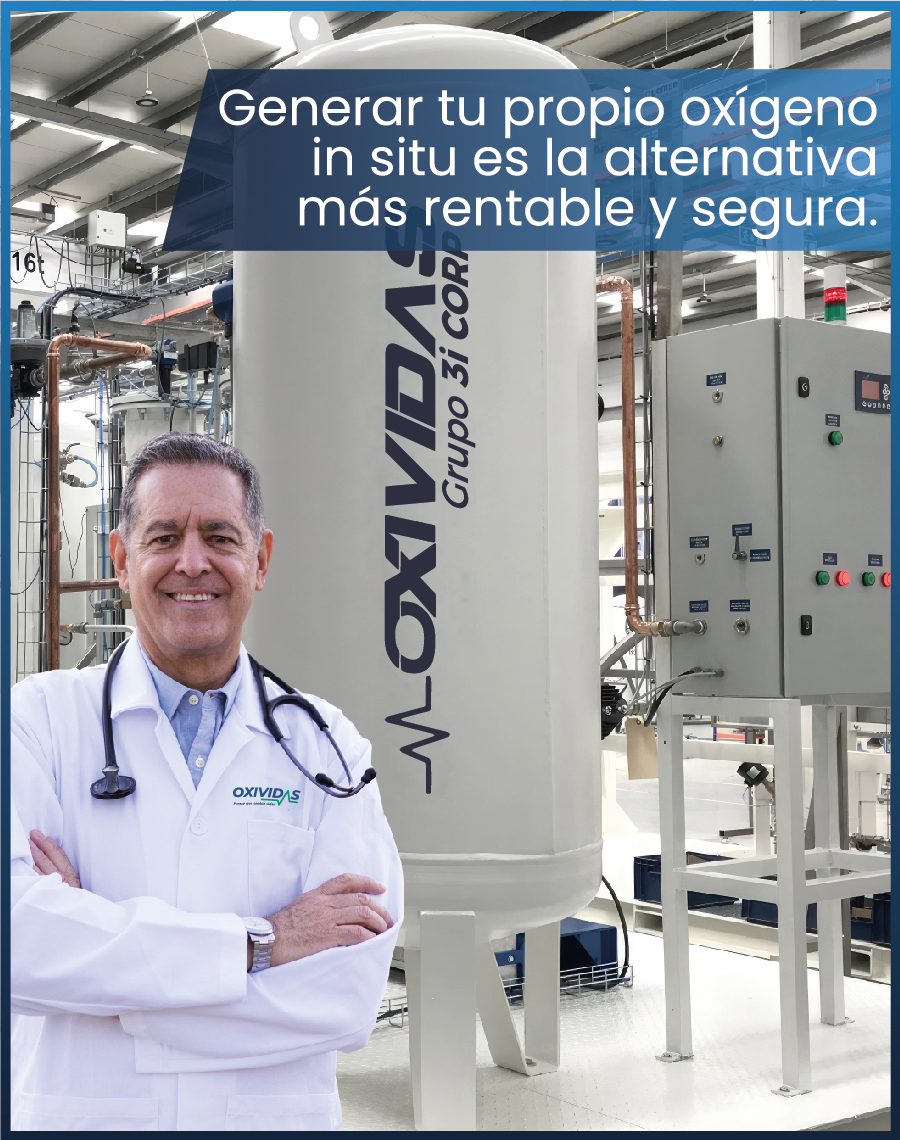 Generar tu propio oxígeno
in situ es la alternativa
más rentable y segura.
16t
OXIVIDAS
Grupo 3i CORP
OXIVIDAS